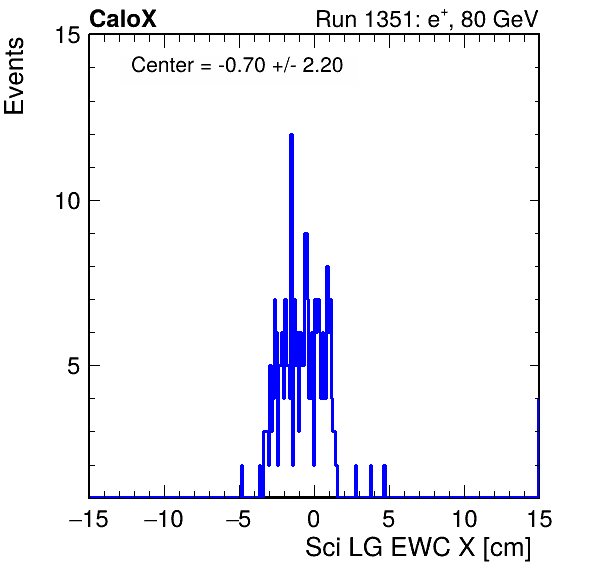 CaloX
Run 1351: e⁺, 80 GeV
Events
Center = -0.70 +/- 2.20
15
10
5
−15 −10 −5 0 5 10 15
Sci LG EWC X [cm]